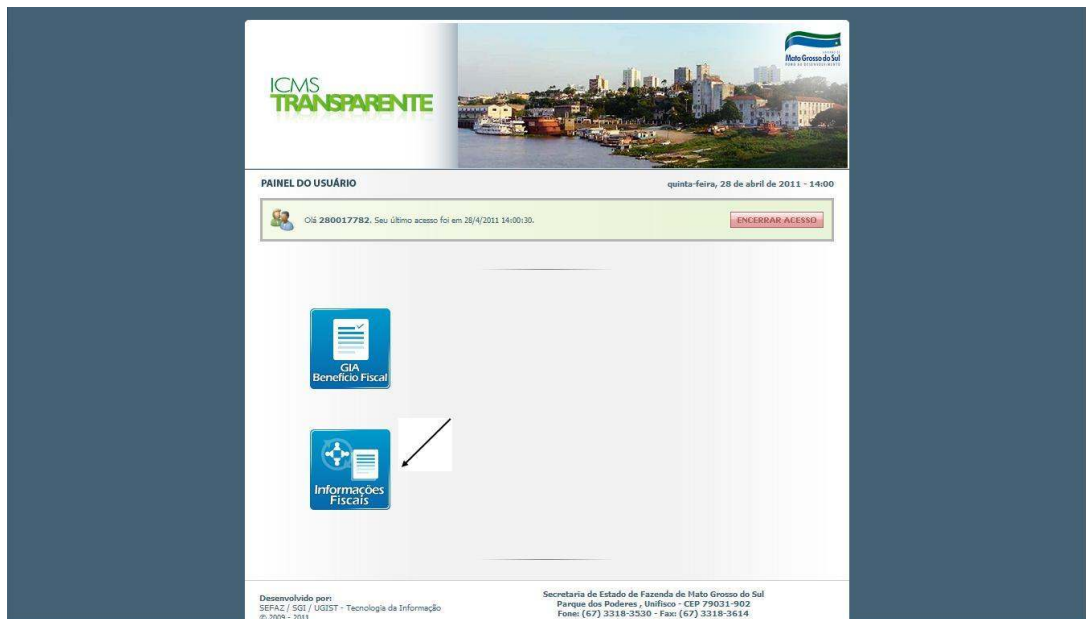 ICMS
TRANSPARENTE
Mato Grosso do Sul
PAINEL DO USUÁRIO
quinta-feira, 28 de abril de 2011 - 14:00
Olá 280017782. Seu último acesso foi em 28/4/2011 14:00:30.
ENCERRAR ACESSO
GIA
Benefício Fiscal
Informações
Fiscais
Desenvolvido por:
SEFAZ / SGI / UGIST - Tecnologia da Informação
© 2009 - 2011
Secretaria de Estado de Fazenda de Mato Grosso do Sul
Parque dos Poderes , Unifisco - CEP 79031-902
Fone: (67) 3318-3530 - Fax: (67) 3318-3614